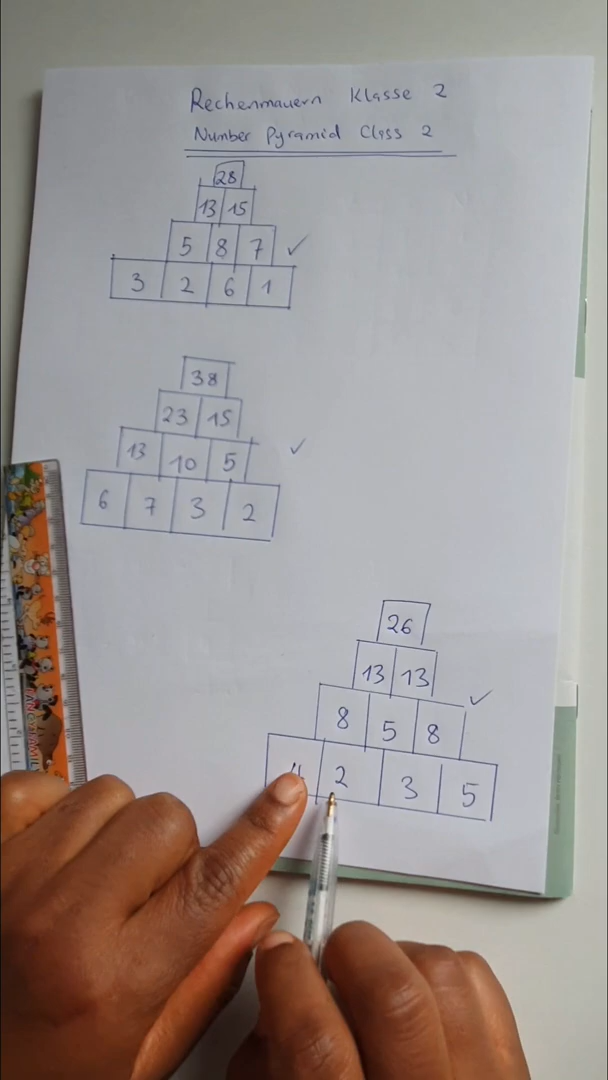 Rechenmauern Klasse 2
Number Pyramid Class 2
28
13 15
5 8 7 ✓
3 2 6 1
38
23 15
13 10 5 ✓
6 7 3 2
26
13 13
8 5 8 ✓
4 2 3 5